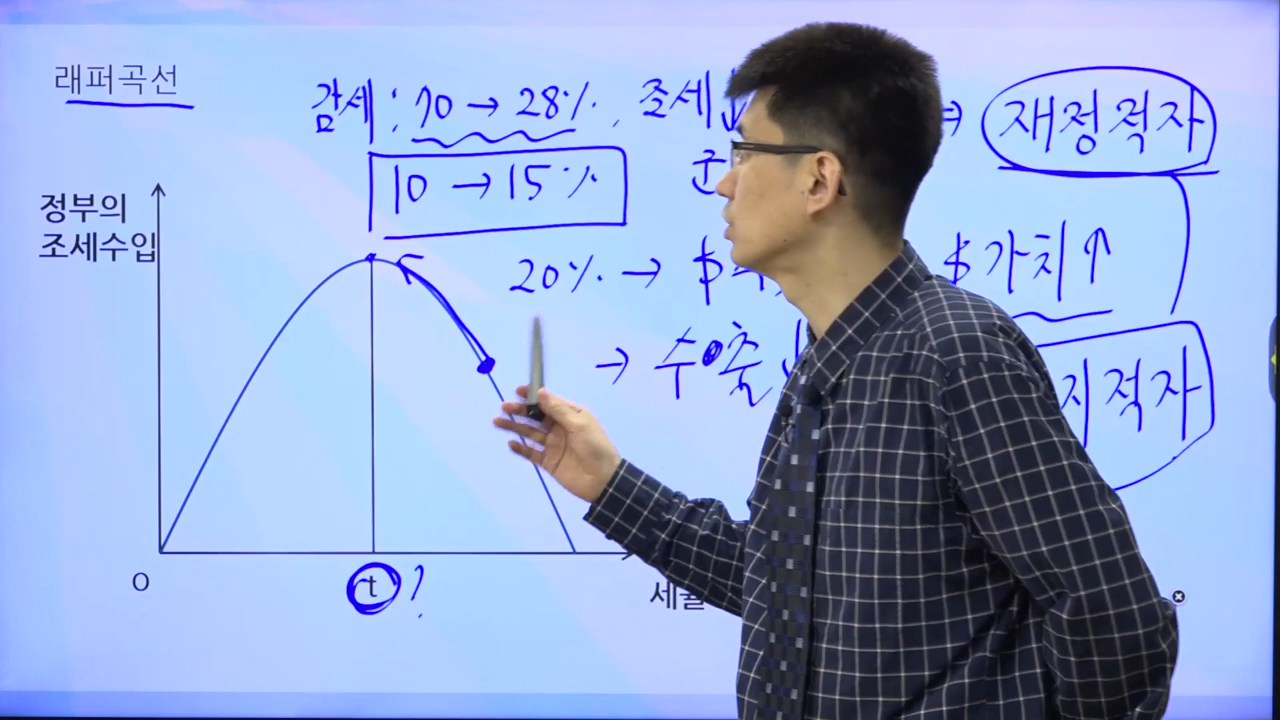 래퍼곡선
감세: 70 → 28%, 조세↓ ⇒ 재정적자
10 → 15%
정부의
조세수입
20% → $ $가치↑
→ 수출↓ 적자
O
t ?
세율